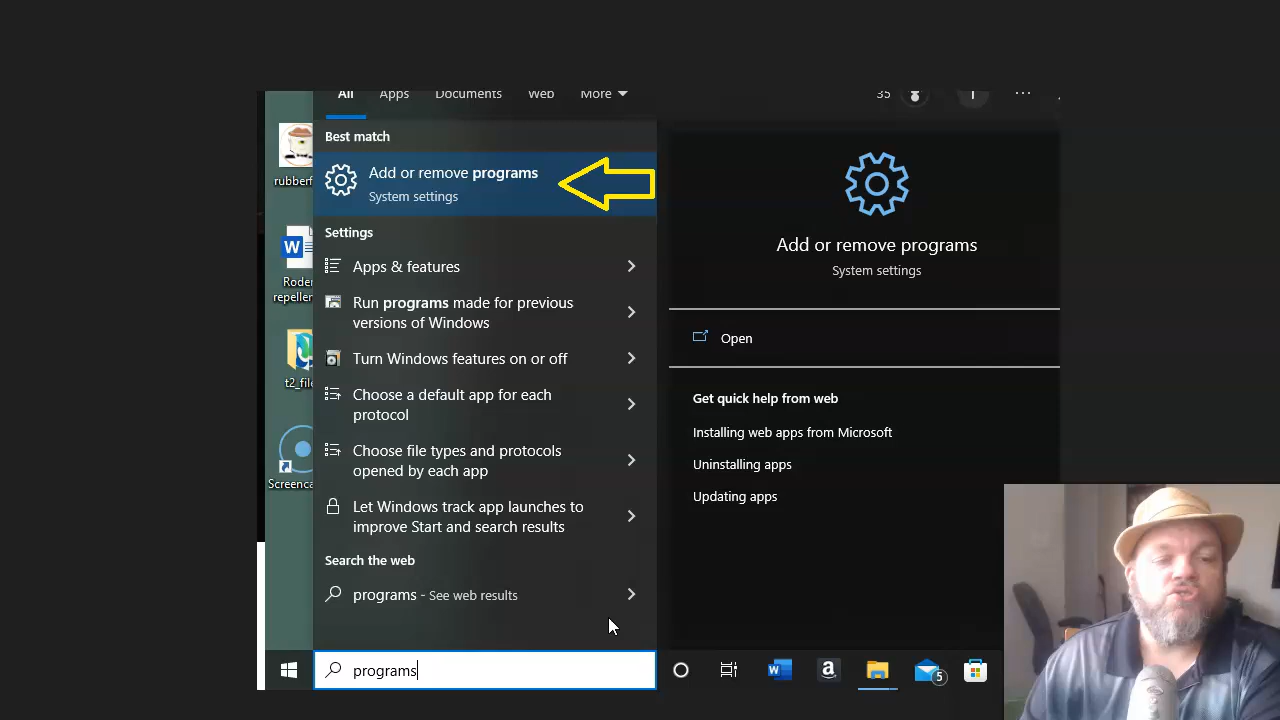 All Apps Documents Web More 35 T ...
Best match
Add or remove programs
System settings
Settings
Apps & features
Run programs made for previous
versions of Windows
Turn Windows features on or off
Choose a default app for each
protocol
Choose file types and protocols
opened by each app
Let Windows track app launches to
improve Start and search results
Search the web
programs - See web results
programs
Add or remove programs
System settings
Open
Get quick help from web
Installing web apps from Microsoft
Uninstalling apps
Updating apps
rubberf
W
Roden
repeller
t2_file
Screenca
W
a
5